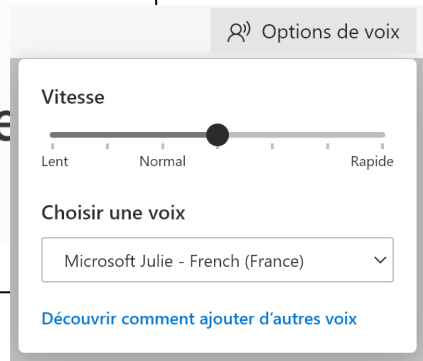 Options de voix
Vitesse
Lent Normal Rapide
Choisir une voix
Microsoft Julie - French (France)
Découvrir comment ajouter d’autres voix